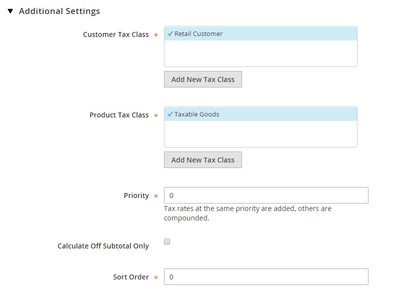 Additional Settings
Customer Tax Class *
Retail Customer
Add New Tax Class
Product Tax Class *
Taxable Goods
Add New Tax Class
Priority * 0
Tax rates at the same priority are added, others are
compounded.
Calculate Off Subtotal Only
Sort Order * 0